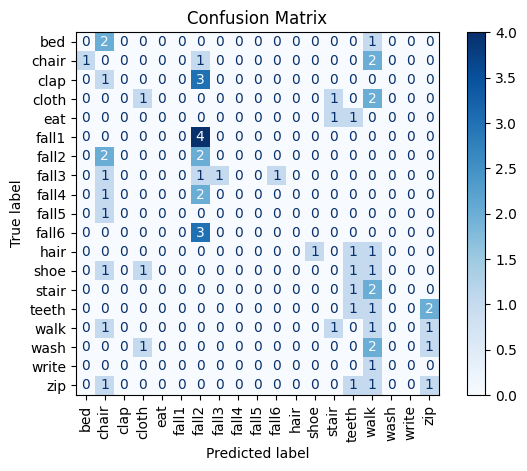 Confusion Matrix
True label
bed 0 2 0 0 0 0 0 0 0 0 0 0 0 0 0 1 0 0 0
chair 1 0 0 0 0 0 1 0 0 0 0 0 0 0 0 2 0 0 0
clap 0 1 0 0 0 0 3 0 0 0 0 0 0 0 0 0 0 0 0
cloth 0 0 0 1 0 0 0 0 0 0 0 0 0 1 0 2 0 0 0
eat 0 0 0 0 0 0 0 0 0 0 0 0 0 1 1 0 0 0 0
fall1 0 0 0 0 0 0 4 0 0 0 0 0 0 0 0 0 0 0 0
fall2 0 2 0 0 0 0 2 0 0 0 0 0 0 0 0 0 0 0 0
fall3 0 1 0 0 0 0 1 1 0 0 1 0 0 0 0 0 0 0 0
fall4 0 1 0 0 0 0 2 0 0 0 0 0 0 0 0 0 0 0 0
fall5 0 1 0 0 0 0 0 0 0 0 0 0 0 0 0 0 0 0 0
fall6 0 0 0 0 0 0 3 0 0 0 0 0 0 0 0 0 0 0 0
hair 0 0 0 0 0 0 0 0 0 0 0 0 1 0 1 1 0 0 0
shoe 0 1 0 1 0 0 0 0 0 0 0 0 0 0 1 1 0 0 0
stair 0 0 0 0 0 0 0 0 0 0 0 0 0 0 1 2 0 0 0
teeth 0 0 0 0 0 0 0 0 0 0 0 0 0 0 1 1 0 0 2
walk 0 1 0 0 0 0 0 0 0 0 0 0 0 1 0 1 0 0 1
wash 0 0 0 1 0 0 0 0 0 0 0 0 0 0 0 2 0 0 1
write 0 0 0 0 0 0 0 0 0 0 0 0 0 0 0 1 0 0 0
zip 0 1 0 0 0 0 0 0 0 0 0 0 0 0 1 1 0 0 1
bed chair clap cloth eat fall1 fall2 fall3 fall4 fall5 fall6 hair shoe stair teeth walk wash write zip
Predicted label
4.0
3.5
3.0
2.5
2.0
1.5
1.0
0.5
0.0